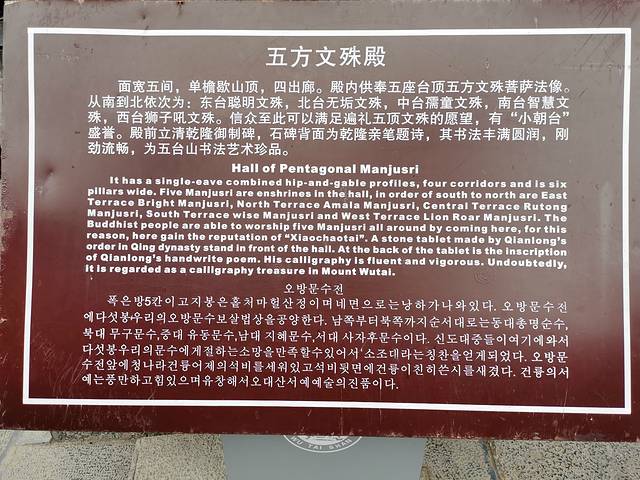 五方文殊殿
面宽五间，单檐歇山顶，四出廊。殿内供奉五座台顶五方文殊菩萨法像。
从南到北依次为：东台聪明文殊，北台无垢文殊，中台孺童文殊，南台智慧文
殊，西台狮子吼文殊。信众至此可以满足遍礼五顶文殊的愿望，有“小朝台”
盛誉。殿前立清乾隆御制碑，石碑背面为乾隆亲笔题诗，其书法丰满圆润，刚
劲流畅，为五台山书法艺术珍品。
Hall of Pentagonal Manjusri
It has a single-eave combined hip-and-gable profiles, four corridors and is six
pillars wide. Five Manjusri are enshrines in the hall, in order of south to north are East
Terrace Bright Manjusri, North Terrace Amala Manjusri, Central Terrace Rutong
Manjusri, South Terrace wise Manjusri and West Terrace Lion Roar Manjusri. The
Buddhist people are able to worship five Manjusri all around by coming here, for this
reason, here gain the reputation of "Xiaochaotai". A stone tablet made by Qianlong's
order in Qing dynasty stand in front of the hall. At the back of the tablet is the inscription
of Qianlong's handwrite poem. His calligraphy is fluent and vigorous. Undoubtedly,
it is regarded as a calligraphy treasure in Mount Wutai.
오방문수전
폭은방5칸이고지붕은홑처마헐산정이며네면으로는낭하가나와있다. 오방문수전
에다섯봉우리의오방문수보살법상을공양한다. 남쪽부터북쪽까지순서대로는동대총명순수,
북대 무구문수,중대 유동문수,남대 지혜문수,서대 사자후문수이다. 신도대중들이여기에와서
다섯봉우리의문수에게절하는소망을만족할수있어서'소조대라는칭찬을얻게되었다. 오방문
수전앞에청나라건륭어제의석비를세워있고석비뒷면에건륭이친히쓴시를새겼다. 건륭의서
예는풍만하고힘있으며유창해서오대산서예예술의진품이다.
WU TAI SHAN